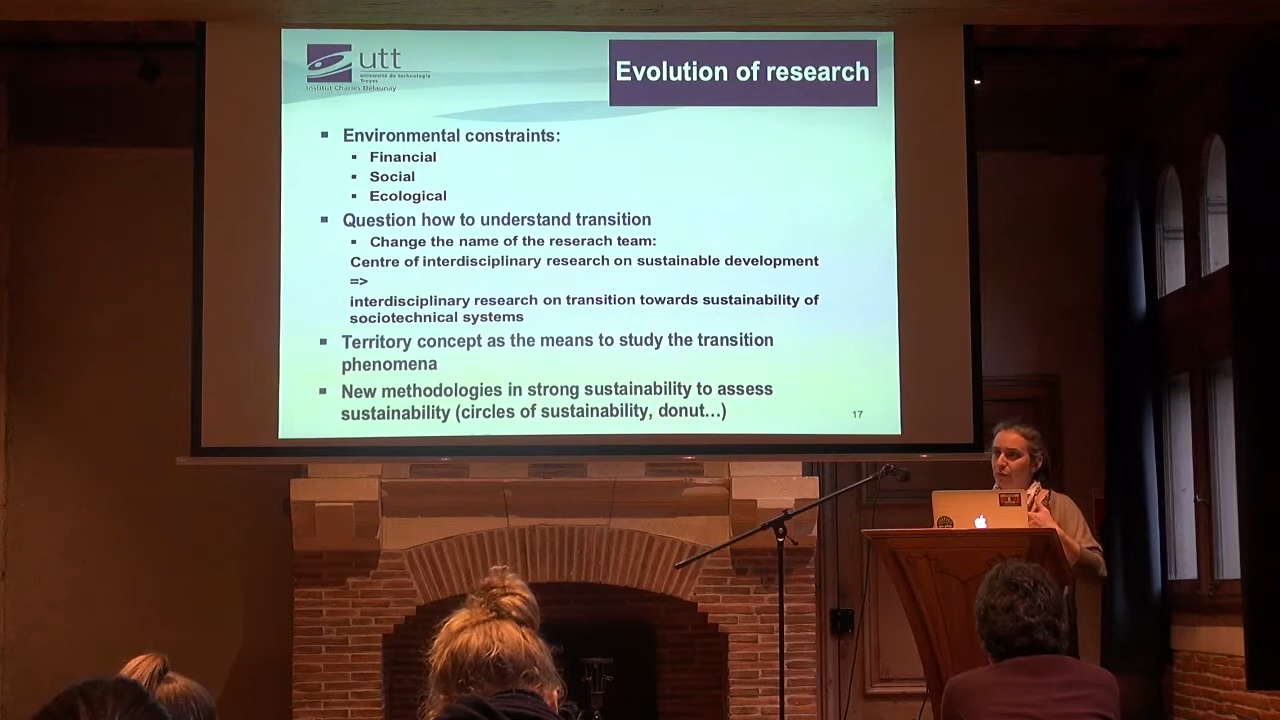 utt
université de technologie
Troyes
Institut Charles Delaunay
Evolution of research
Environmental constraints:
Financial
Social
Ecological
Question how to understand transition
Change the name of the reserach team:
Centre of interdisciplinary research on sustainable development
=>
interdisciplinary research on transition towards sustainability of
sociotechnical systems
Territory concept as the means to study the transition
phenomena
New methodologies in strong sustainability to assess
sustainability (circles of sustainability, donut...)
17